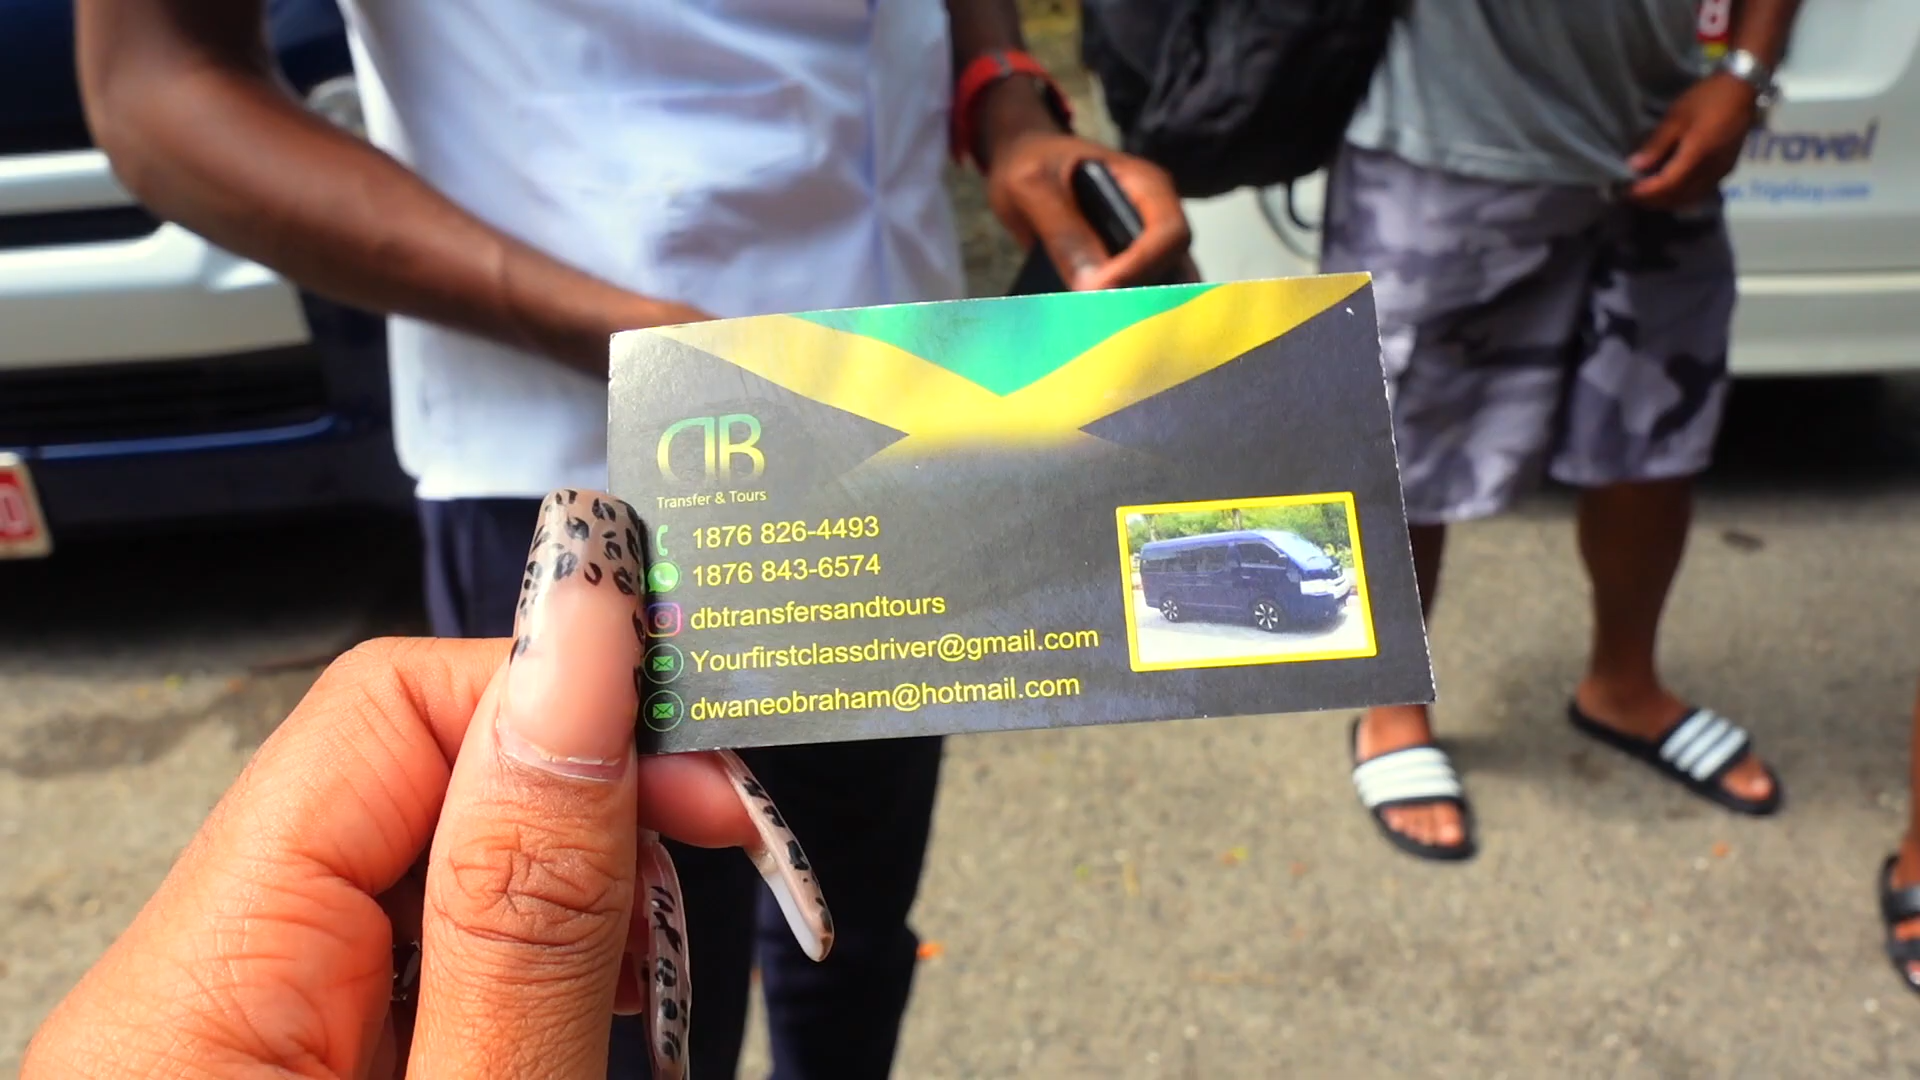 Travel
DB
Transfer & Tours
1876 826-4493
1876 843-6574
dbtransfersandtours
Yourfirstclassdriver@gmail.com
dwaneobraham@hotmail.com